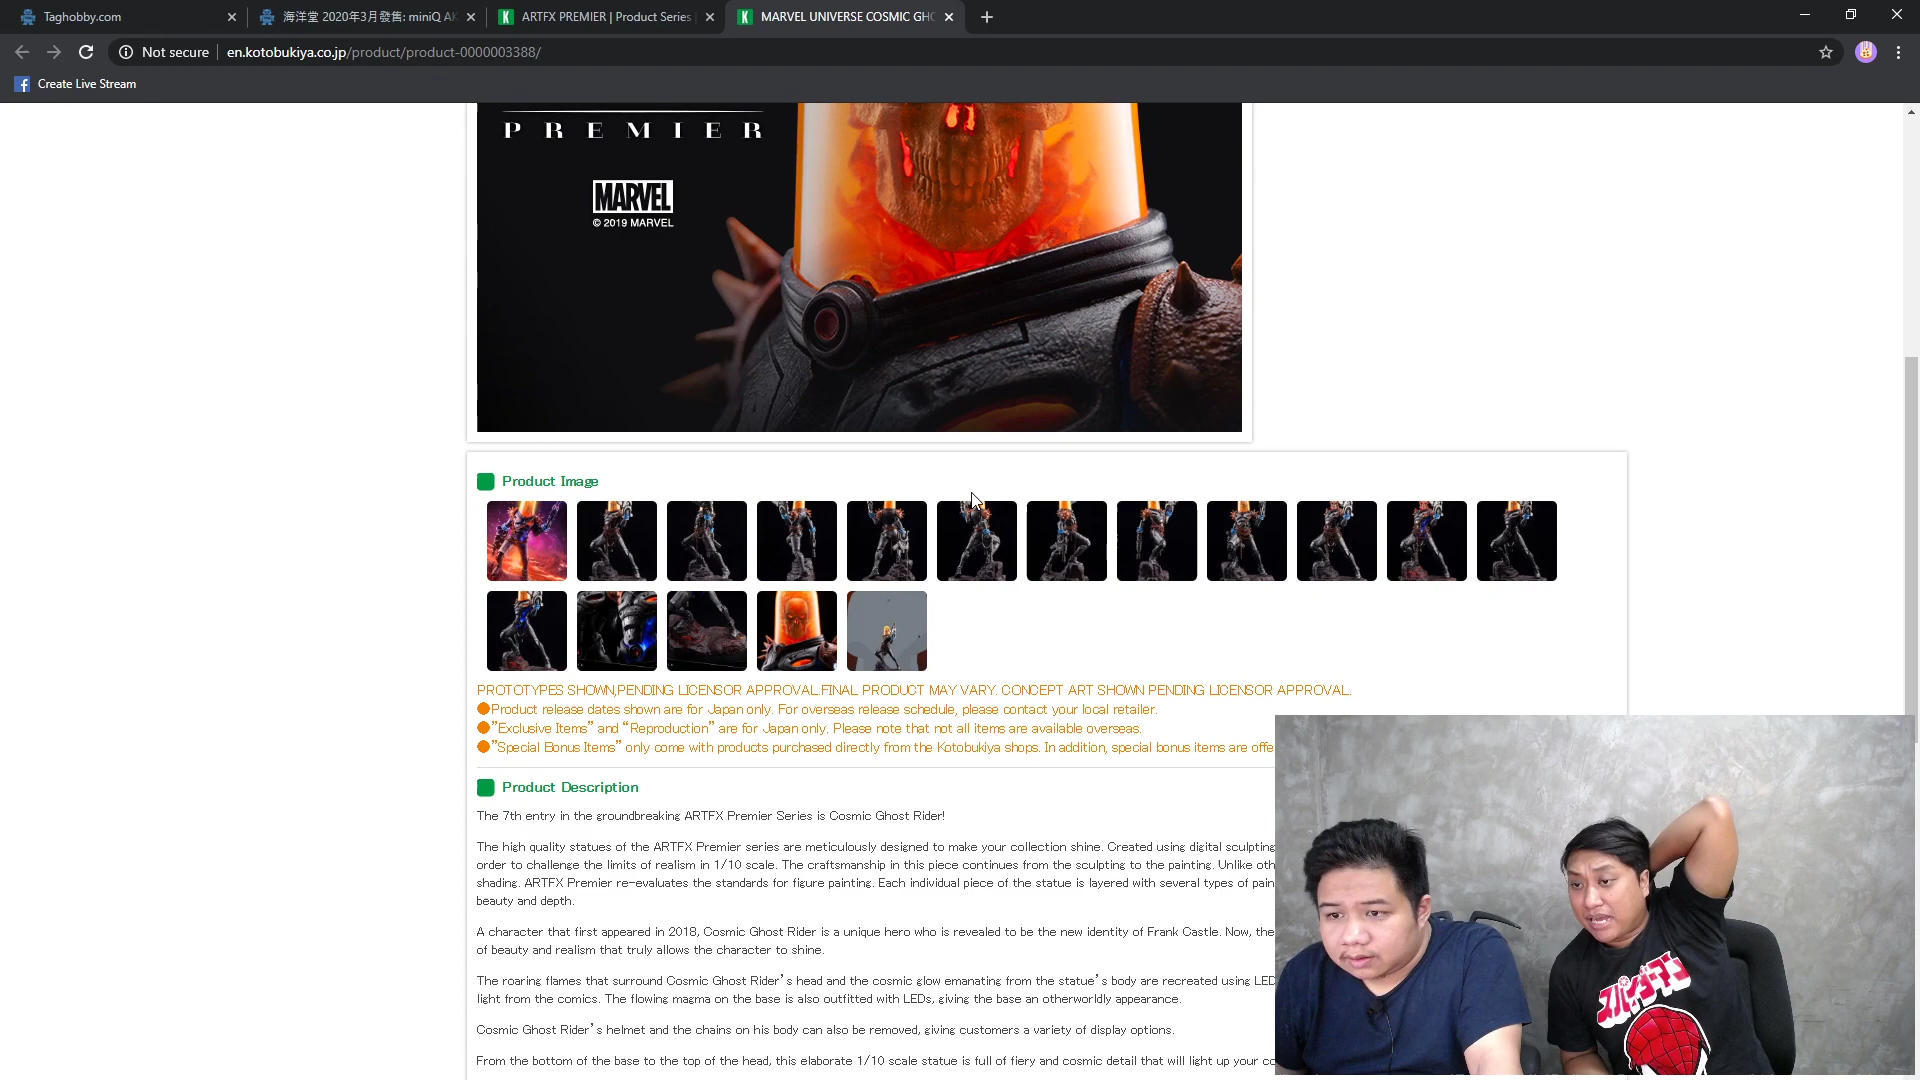 Taghobby.com
海洋堂 2020年3月發售: miniQ AK
ARTFX PREMIER | Product Series
MARVEL UNIVERSE COSMIC GHO
Not secure
en.kotobukiya.co.jp/product/product-0000003388/
Create Live Stream
PREMIER
MARVEL
© 2019 MARVEL
Product Image
PROTOTYPES SHOWN,PENDING LICENSOR APPROVAL.FINAL PRODUCT MAY VARY. CONCEPT ART SHOWN PENDING LICENSOR APPROVAL.
●Product release dates shown are for Japan only. For overseas release schedule, please contact your local retailer.
●”Exclusive Items” and “Reproduction” are for Japan only. Please note that not all items are available overseas.
●”Special Bonus Items” only come with products purchased directly from the Kotobukiya shops. In addition, special bonus items are offe
Product Description
The 7th entry in the groundbreaking ARTFX Premier Series is Cosmic Ghost Rider!
The high quality statues of the ARTFX Premier series are meticulously designed to make your collection shine. Created using digital sculpting
order to challenge the limits of realism in 1/10 scale. The craftsmanship in this piece continues from the sculpting to the painting. Unlike oth
shading. ARTFX Premier re-evaluates the standards for figure painting. Each individual piece of the statue is layered with several types of pain
beauty and depth.
A character that first appeared in 2018, Cosmic Ghost Rider is a unique hero who is revealed to be the new identity of Frank Castle. Now, the
of beauty and realism that truly allows the character to shine.
The roaring flames that surround Cosmic Ghost Rider’s head and the cosmic glow emanating from the statue’s body are recreated using LED
light from the comics. The flowing magma on the base is also outfitted with LEDs, giving the base an otherworldly appearance.
Cosmic Ghost Rider’s helmet and the chains on his body can also be removed, giving customers a variety of display options.
From the bottom of the base to the top of the head, this elaborate 1/10 scale statue is full of fiery and cosmic detail that will light up your co
スパイダーマン